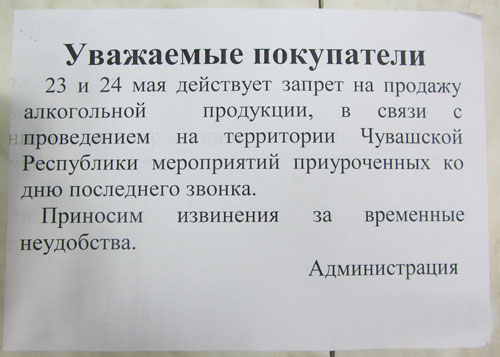 Уважаемые покупатели
23 и 24 мая действует запрет на продажу
алкогольной продукции, в связи с
проведением на территории Чувашской
Республики мероприятий приуроченных ко
дню последнего звонка.
Приносим извинения за временные
неудобства.
Администрация